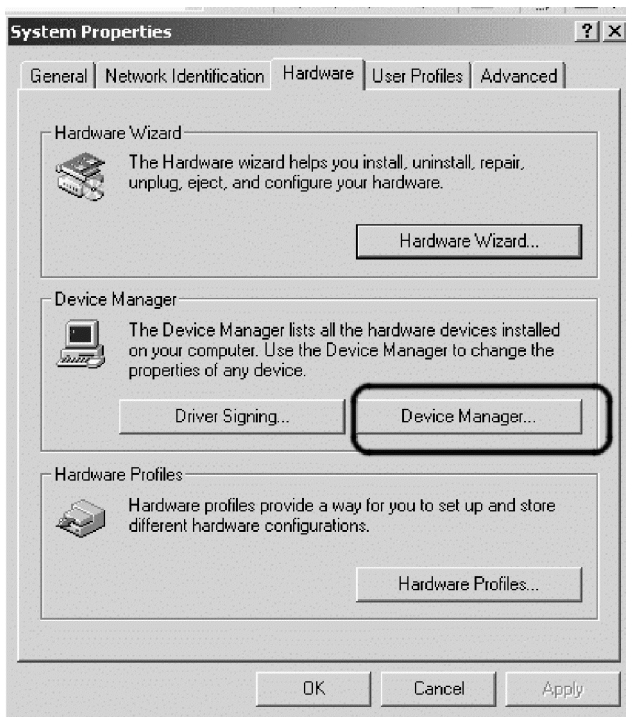 System Properties
? X
General Network Identification Hardware User Profiles Advanced
Hardware Wizard
The Hardware wizard helps you install, uninstall, repair,
unplug, eject, and configure your hardware.
Hardware Wizard...
Device Manager
The Device Manager lists all the hardware devices installed
on your computer. Use the Device Manager to change the
properties of any device.
Driver Signing... Device Manager...
Hardware Profiles
Hardware profiles provide a way for you to set up and store
different hardware configurations.
Hardware Profiles...
OK Cancel Apply